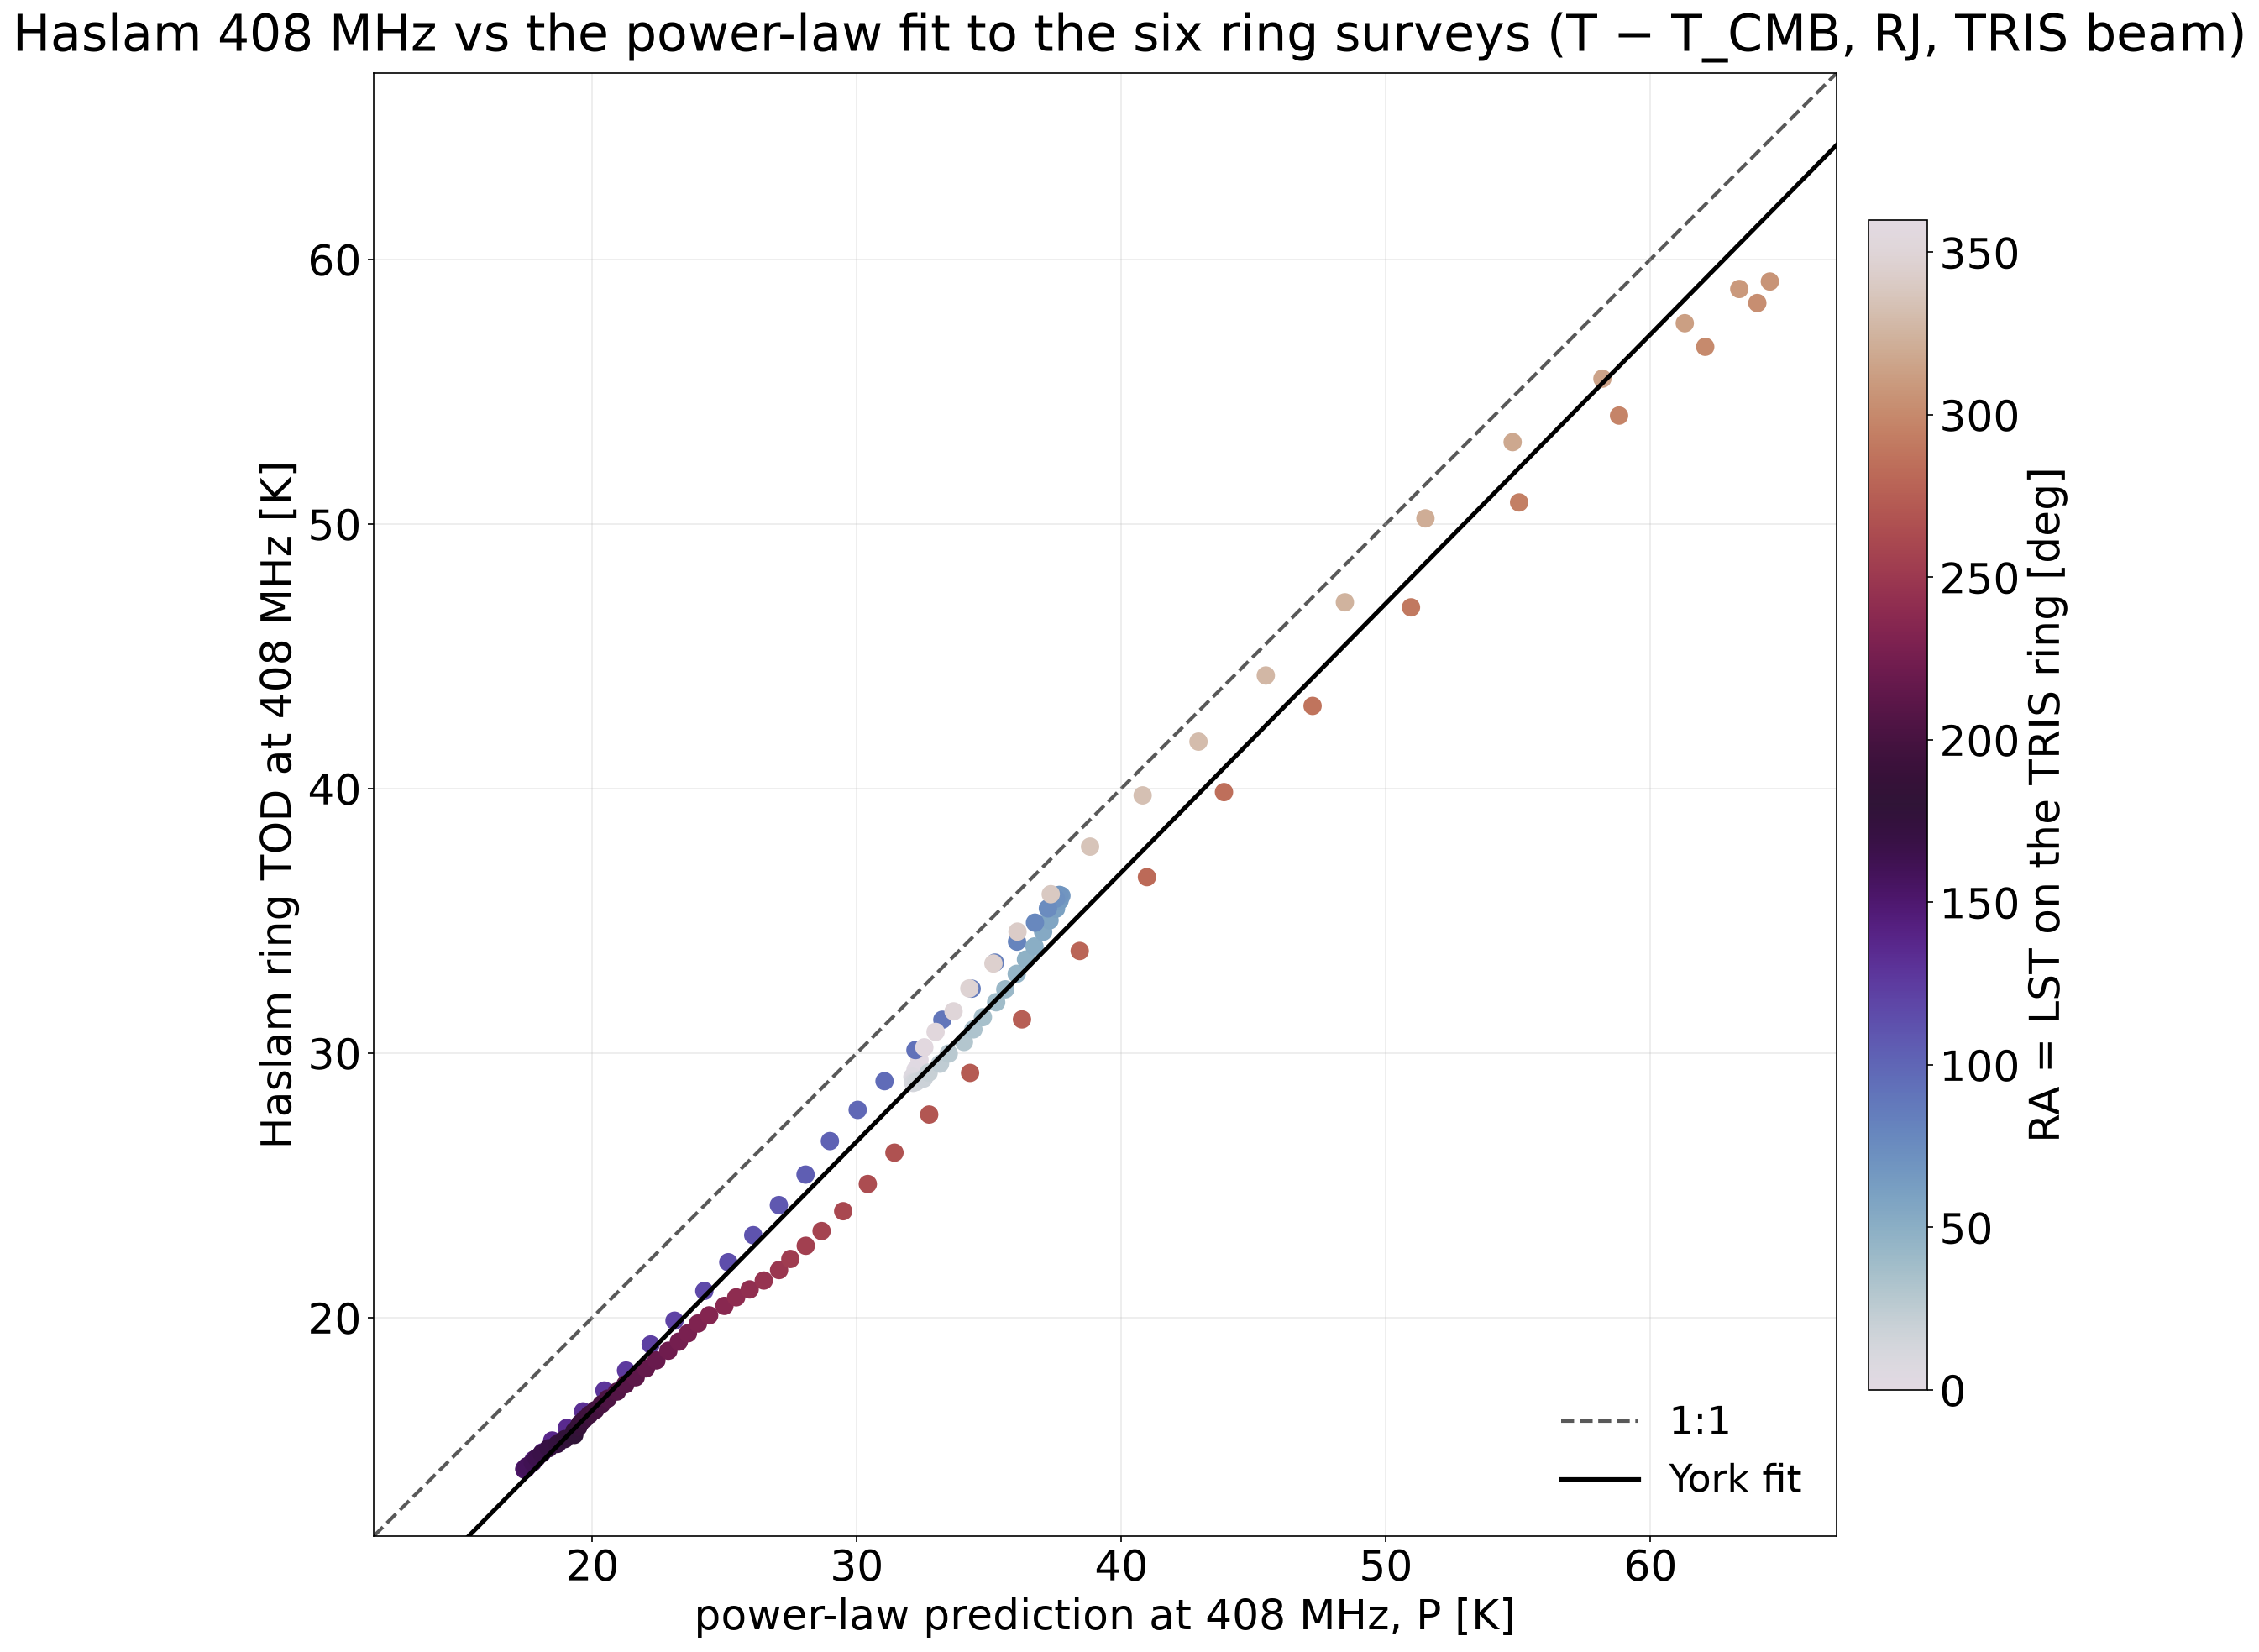 Haslam 408 MHz vs the power-law fit to the six ring surveys (T − T_CMB, RJ, TRIS beam)
Haslam ring TOD at 408 MHz [K]
60
50
40
30
20
20 30 40 50 60
power-law prediction at 408 MHz, P [K]
1:1
York fit
350
300
250
200
150
100
50
0
RA = LST on the TRIS ring [deg]